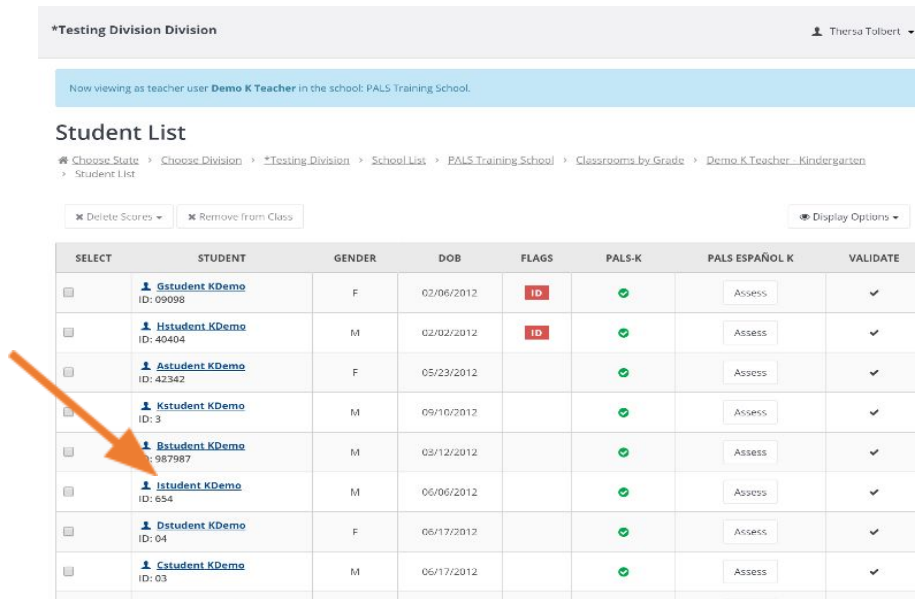 *Testing Division Division
Thersa Tolbert
Now viewing as teacher user Demo K Teacher in the school: PALS Training School.
Student List
Choose State > Choose Division > *Testing Division > School List > PALS Training School > Classrooms by Grade > Demo K Teacher - Kindergarten
> Student List
Delete Scores Remove from Class Display Options
SELECT STUDENT GENDER DOB FLAGS PALS-K PALS ESPAÑOL K VALIDATE
Gstudent KDemo
ID: 09098
F 02/06/2012 ID Assess
Hstudent KDemo
ID: 40404
M 02/02/2012 ID Assess
Astudent KDemo
ID: 42342
F 05/23/2012 Assess
Kstudent KDemo
ID: 3
M 09/10/2012 Assess
Bstudent KDemo
: 987987
M 03/12/2012 Assess
Istudent KDemo
ID: 654
M 06/06/2012 Assess
Dstudent KDemo
ID: 04
F 06/17/2012 Assess
Cstudent KDemo
ID: 03
M 06/17/2012 Assess